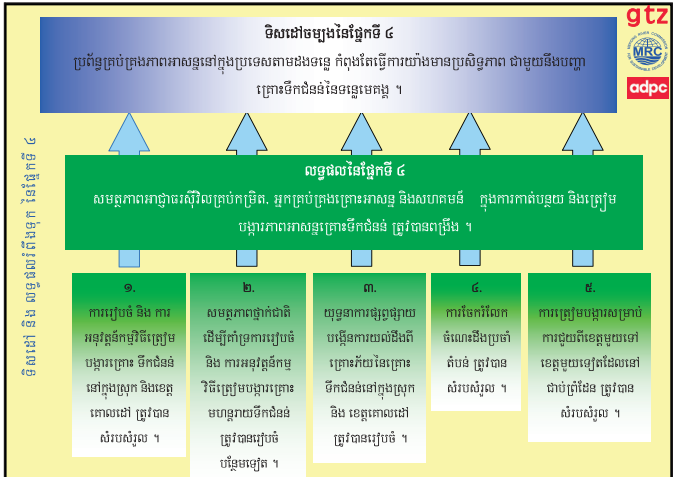 ទិសដៅចម្បងនៃផ្នែកទី ៤
ប្រព័ន្ធគ្រប់គ្រងភាពអាសន្ននៅក្នុងប្រទេសតាមដងទន្លេ កំពុងតែធ្វើការយ៉ាងមានប្រសិទ្ធភាព ជាមួយនឹងបញ្ហា
គ្រោះទឹកជំនន់នៃទន្លេមេគង្គ ។
gtz
MRC
adpc
ទិសដៅ និង លទ្ធផលរំពឹងទុក នៃផ្នែកទី ៤
លទ្ធផលនៃផ្នែកទី ៤
សមត្ថភាពអាជ្ញាធរស៊ីវិលគ្រប់កម្រិត, អ្នកគ្រប់គ្រងគ្រោះអាសន្ន និងសហគមន៍ ក្នុងការកាត់បន្ថយ និងត្រៀម
បង្ការភាពអាសន្នគ្រោះទឹកជំនន់ ត្រូវបានពង្រឹង ។
១.
ការរៀបចំ និង ការ
អនុវត្តន៍កម្មវិធីត្រៀម
បង្ការគ្រោះ ទឹកជំនន់
នៅក្នុងស្រុក និងខេត្ត
គោលដៅ ត្រូវបាន
សំរបសំរួល ។
២.
សមត្ថភាពថ្នាក់ជាតិ
ដើម្បីគាំទ្រការរៀបចំ
និង ការអនុវត្តន៍កម្ម
វិធីត្រៀមបង្ការគ្រោះ
មហន្តរាយទឹកជំនន់
ត្រូវបានរៀបចំ
បន្ថែមទៀត ។
៣.
យុទ្ធនាការផ្សព្វផ្សាយ
បង្កើនការយល់ដឹងពី
គ្រោះភ័យនៃគ្រោះ
ទឹកជំនន់នៅក្នុងស្រុក
និង ខេត្តគោលដៅ
ត្រូវបានរៀបចំ ។
៤.
ការចែករំលែក
ចំណេះដឹងប្រចាំ
តំបន់ ត្រូវបាន
សំរបសំរួល ។
៥.
ការត្រៀមបង្ការសម្រាប់
ការជួយពីខេត្តមួយទៅ
ខេត្តមួយទៀតដែលនៅ
ជាប់ព្រំដែន ត្រូវបាន
សំរបសំរួល ។